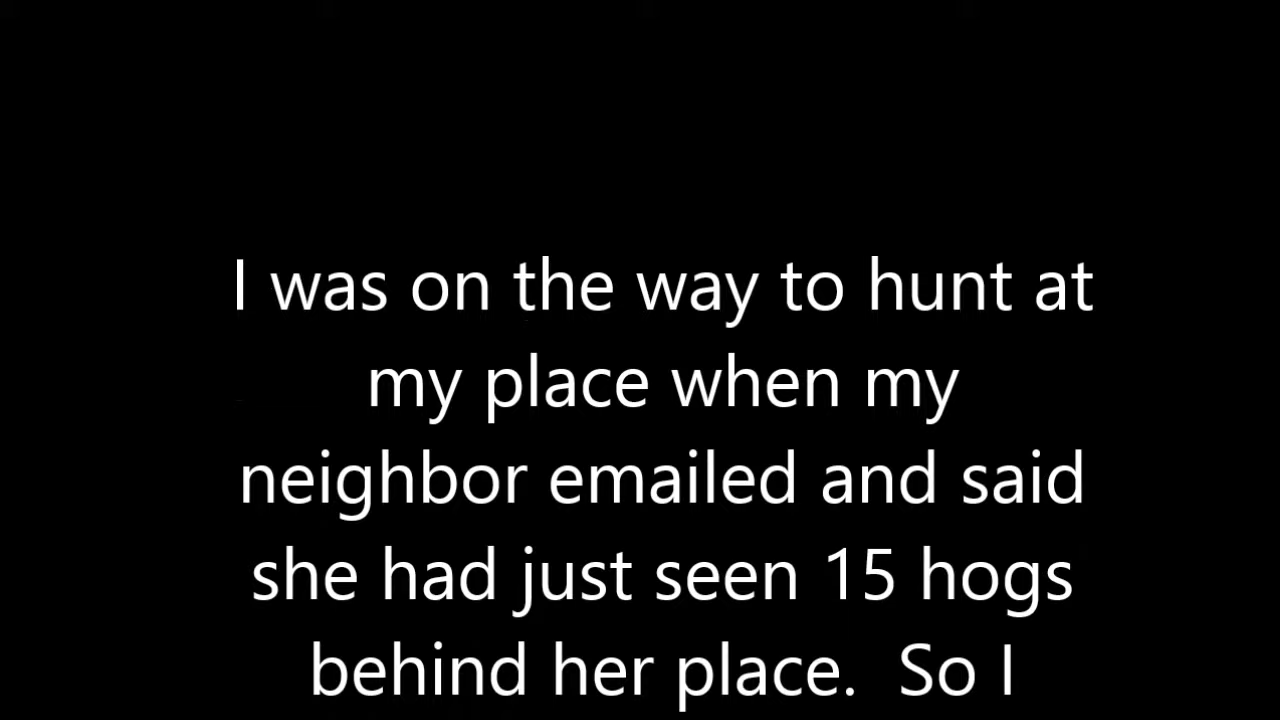 I was on the way to hunt at
my place when my
neighbor emailed and said
she had just seen 15 hogs
behind her place.  So I